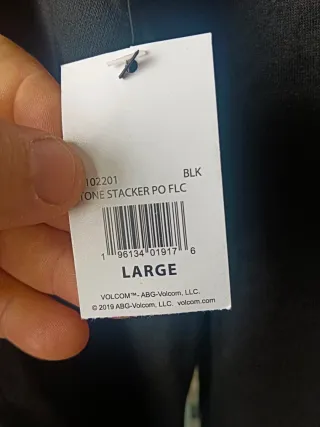 102201 BLK
TONE STACKER PO FLC
1 96134 01917 6
LARGE
VOLCOM™- ABG-Volcom, LLC.
© 2019 ABG-Volcom, LLC. volcom.com